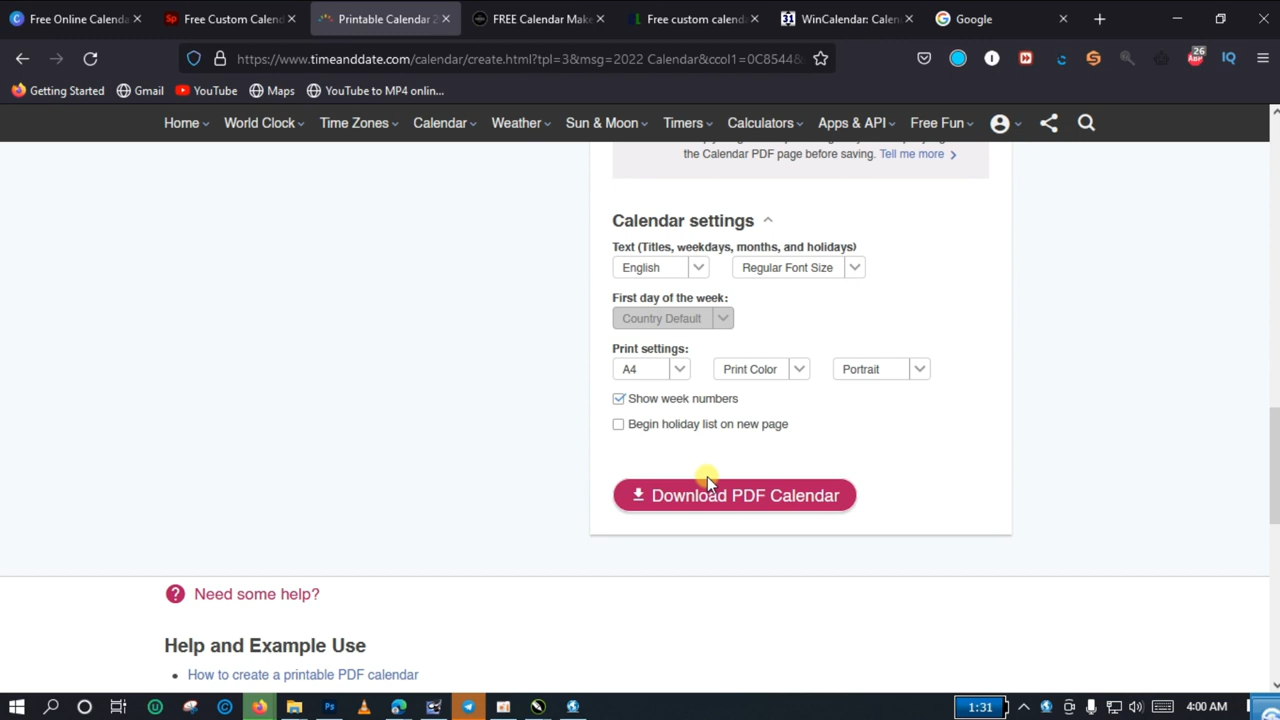 Free Online Calenda
Free Custom Calend
Printable Calendar 2
FREE Calendar Make
Free custom calenda
31 WinCalendar: Calen
Google
https://www.timeanddate.com/calendar/create.html?tpl=3&msg=2022 Calendar&ccol1=0C8544&
26
ABP
IQ
Getting Started
Gmail
YouTube
Maps
YouTube to MP4 onlin...
Home
World Clock
Time Zones
Calendar
Weather
Sun & Moon
Timers
Calculators
Apps & API
Free Fun
the Calendar PDF page before saving. Tell me more
Calendar settings
Text (Titles, weekdays, months, and holidays)
English
Regular Font Size
First day of the week:
Country Default
Print settings:
A4
Print Color
Portrait
Show week numbers
Begin holiday list on new page
Download PDF Calendar
Need some help?
Help and Example Use
How to create a printable PDF calendar
1:31
4:00 AM